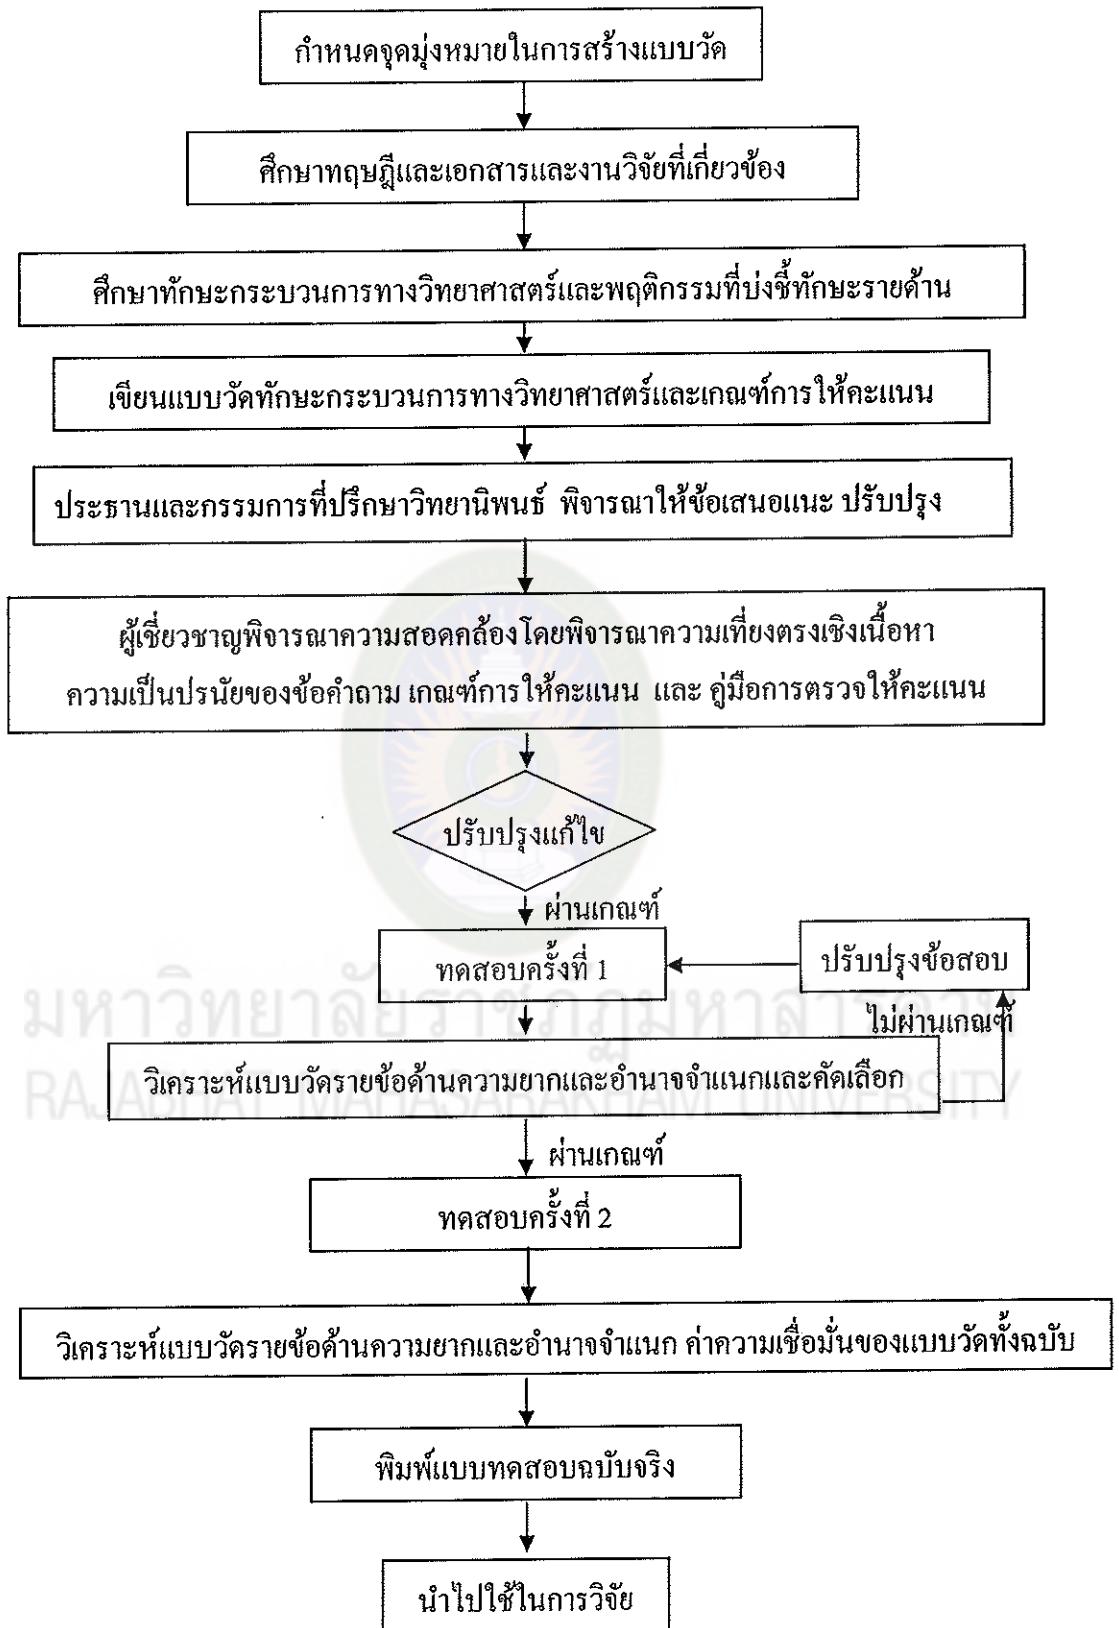 กำหนดจุดมุ่งหมายในการสร้างแบบวัด
ศึกษาทฤษฎีและเอกสารและงานวิจัยที่เกี่ยวข้อง
ศึกษาทักษะกระบวนการทางวิทยาศาสตร์และพฤติกรรมที่บ่งชี้ทักษะรายด้าน
เขียนแบบวัดทักษะกระบวนการทางวิทยาศาสตร์และเกณฑ์การให้คะแนน
ประธานและกรรมการที่ปรึกษาวิทยานิพนธ์ พิจารณาให้ข้อเสนอแนะ ปรับปรุง
ผู้เชี่ยวชาญพิจารณาความสอดคล้องโดยพิจารณาความเที่ยงตรงเชิงเนื้อหา
ความเป็นปรนัยของข้อคำถาม เกณฑ์การให้คะแนน และ คู่มือการตรวจให้คะแนน
ปรับปรุงแก้ไข
ผ่านเกณฑ์
ทดสอบครั้งที่ 1
ปรับปรุงข้อสอบ
มหาวิทยาลัยราชภัฏมหาสารคาม
ไม่ผ่านเกณฑ์
วิเคราะห์แบบวัดรายข้อด้านความยากและอำนาจจำแนกและคัดเลือก
RAJABHAT MAHASARAKHAM UNIVERSITY
ผ่านเกณฑ์
ทดสอบครั้งที่ 2
วิเคราะห์แบบวัดรายข้อด้านความยากและอำนาจจำแนก ค่าความเชื่อมั่นของแบบวัดทั้งฉบับ
พิมพ์แบบทดสอบฉบับจริง
นำไปใช้ในการวิจัย